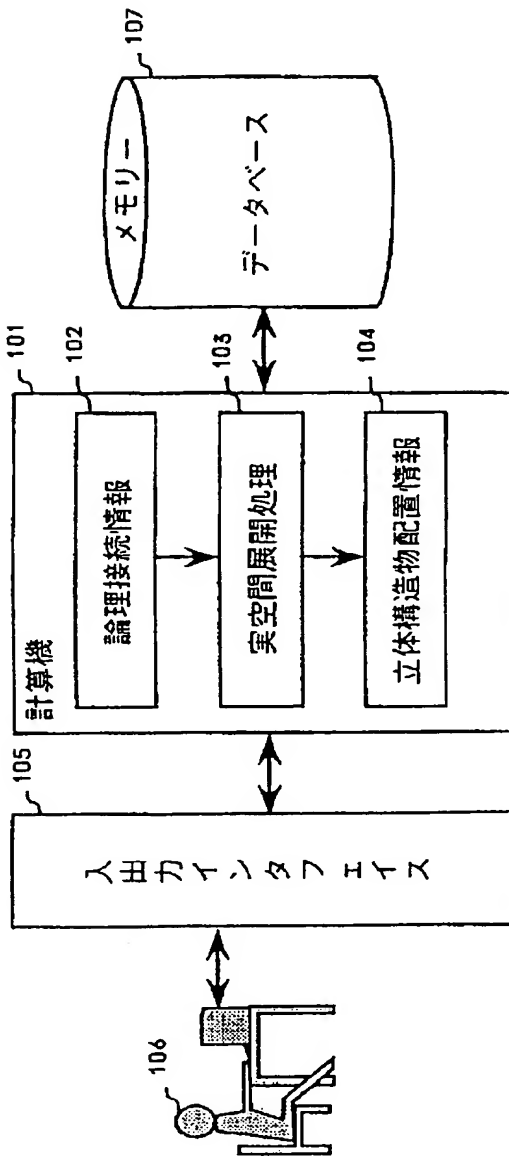 106
105
入出力インタフェイス
101
計算機
102
論理接続情報
103
実空間展開処理
104
立体構造物配置情報
107
メモリー
データベース